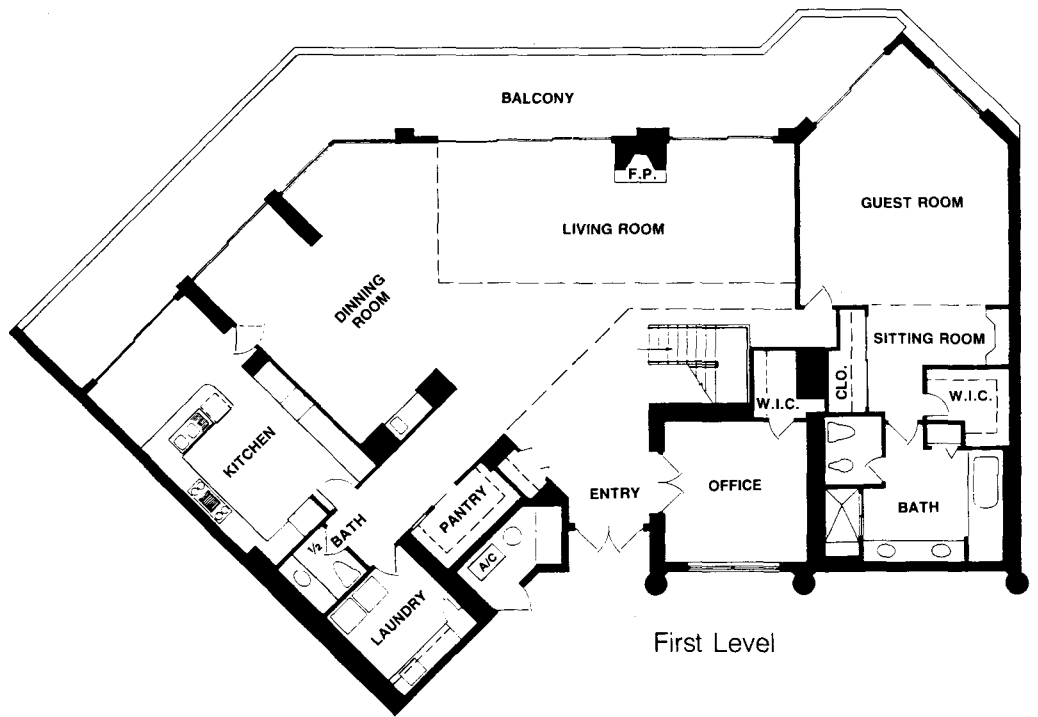 BALCONY
F.P.
GUEST ROOM
LIVING ROOM
DINNING
ROOM
SITTING ROOM
CLO.
W.I.C.
W.I.C.
KITCHEN
OFFICE
ENTRY
PANTRY
BATH
1/2
BATH
A/C
LAUNDRY
First Level